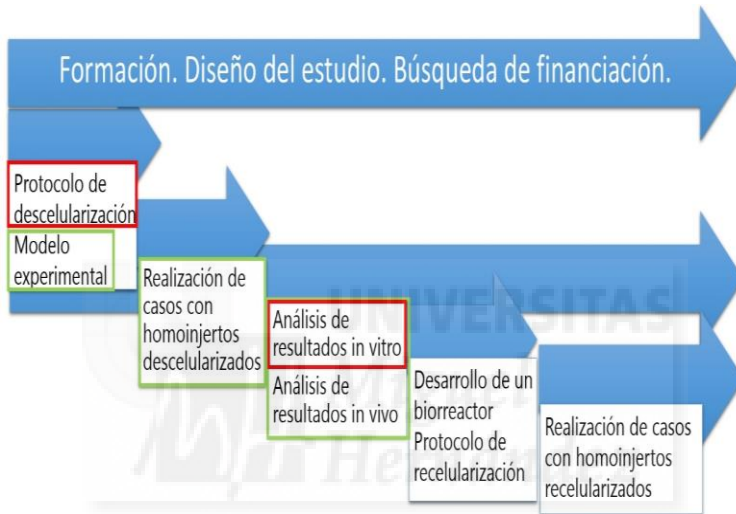 Formación. Diseño del estudio. Búsqueda de financiación.
Protocolo de
descelularización
Modelo
experimental
Realización de
casos con
homoinjertos
descelularizados
Análisis de
resultados in vitro
Análisis de
resultados in vivo
Desarrollo de un
biorreactor
Protocolo de
recelularización
Realización de casos
con homoinjertos
recelularizados
UNIVERSITAS
Miguel
Hernández